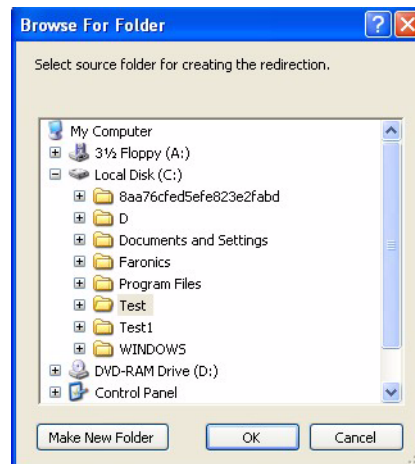 Browse For Folder
Select source folder for creating the redirection.
My Computer
3½ Floppy (A:)
Local Disk (C:)
8aa76cfed5efe823e2fabd
D
Documents and Settings
Faronics
Program Files
Test
Test1
WINDOWS
DVD-RAM Drive (D:)
Control Panel
Make New Folder OK Cancel